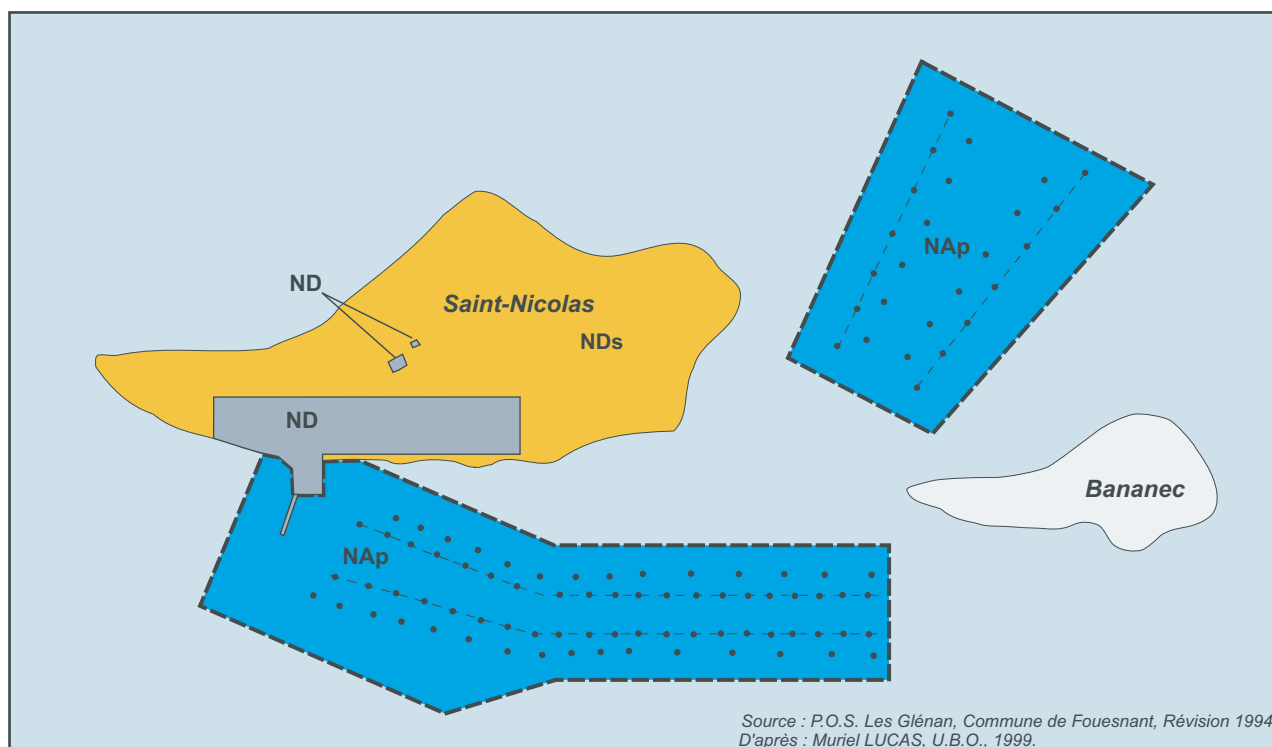 NAp
ND
Saint-Nicolas
NDs
ND
Bananec
NAp
Source : P.O.S. Les Glénan, Commune de Fouesnant, Révision 1994
D'après : Muriel LUCAS, U.B.O., 1999.